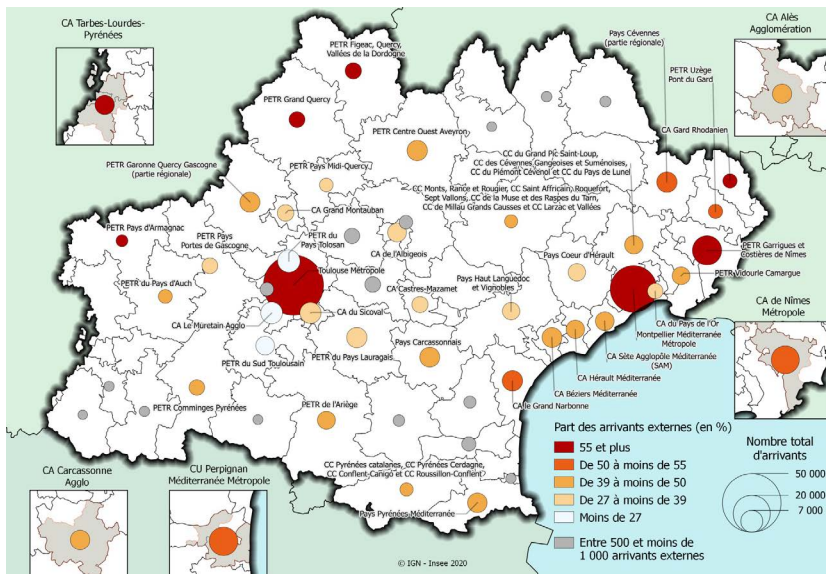 CA Tarbes-Lourdes-
Pyrénées
PETR Figeac, Quercy,
Vallées de la Dordogne
Pays Cévennes
(partie régionale)
CA Alès
Agglomération
PETR Uzège
Pont du Gard
PETR Grand Quercy
CA Gard Rhodanien
PETR Centre Ouest Aveyron
CC du Grand Pic Saint-Loup,
CC des Cévennes Gangeoises et Suménoises,
CC du Piémont Cévenol et CC du Pays de Lunel
PETR Garonne Quercy Gascogne
(partie régionale)
PETR Pays Midi-Quercy
CC Monts, Rance et Rougier, CC Saint Affricain, Roquefort,
Sept Vallons, CC de la Muse et des Raspes du Tarn,
CC de Millau Grands Causses et CC Larzac et Vallées
CA Grand Montauban
PETR Pays d'Armagnac
PETR Pays
Portes de Gascogne
PETR du
Pays Tolosan
CA de l'Albigeois
Pays Coeur d'Hérault
PETR Garrigues et
Costières de Nîmes
Toulouse Métropole
PETR Vidourle Camargue
PETR du Pays d'Auch
CA Castres-Mazamet
Pays Haut Languedoc
et Vignobles
CA de Nîmes
Métropole
CA Le Muretain Agglo
CA du Sicoval
CA du Pays de l'Or
Montpellier Méditerranée
Métropole
PETR du Pays Lauragais
Pays Carcassonnais
CA Sète Agglopôle Méditerranée
(SAM)
PETR du Sud Toulousain
CA Hérault Méditerranée
CA Béziers Méditerranée
PETR Comminges Pyrénées
PETR de l'Ariège
CA le Grand Narbonne
CA Carcassonne
Agglo
CU Perpignan
Méditerranée Métropole
CC Pyrénées catalanes, CC Pyrénées Cerdagne,
CC Conflent-Canigó et CC Roussillon-Conflent
Pays Pyrénées-Méditerranée
Part des arrivants externes (en %)
55 et plus
De 50 à moins de 55
De 39 à moins de 50
De 27 à moins de 39
Moins de 27
Entre 500 et moins de
1 000 arrivants externes
Nombre total
d'arrivants
50 000
20 000
7 000
© IGN - Insee 2020